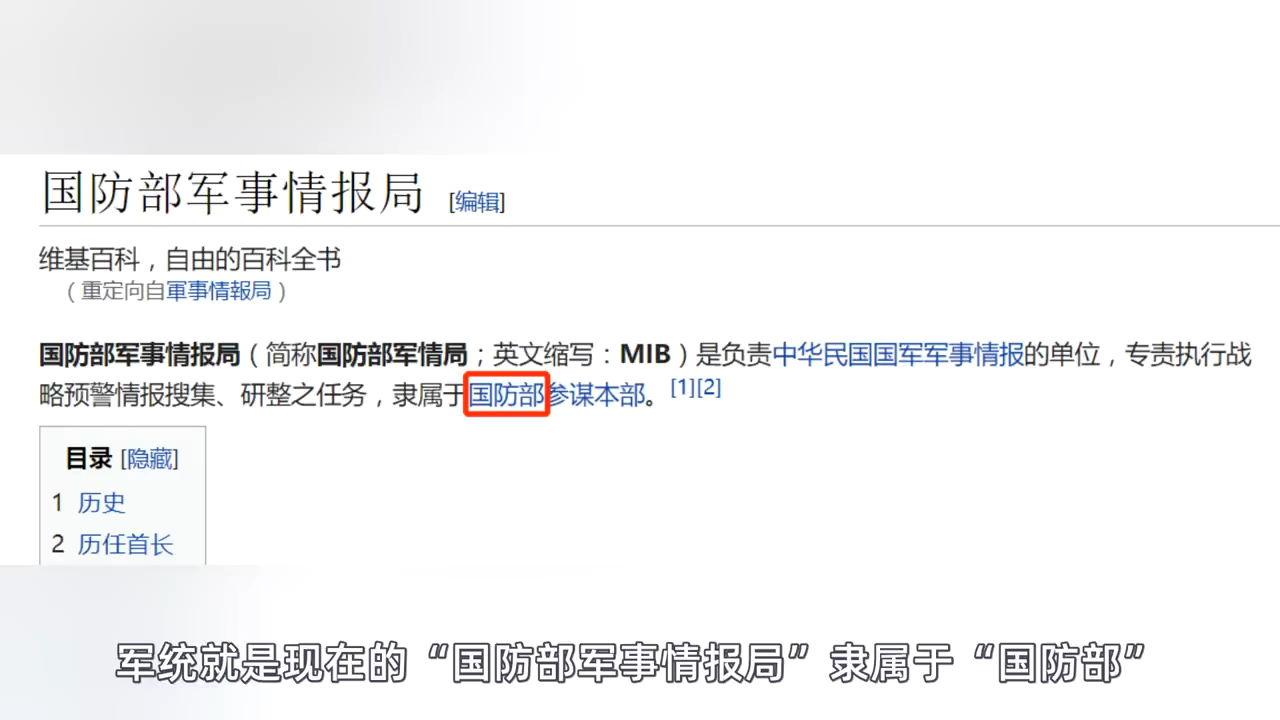 国防部军事情报局 [编辑]
维基百科，自由的百科全书
（重定向自軍事情報局）
国防部军事情报局（简称国防部军情局；英文缩写：MIB）是负责中华民国国军军事情报的单位，专责执行战
略预警情报搜集、研整之任务，隶属于国防部参谋本部。[1][2]
目录 [隐藏]
1 历史
2 历任首长
军统就是现在的“国防部军事情报局”隶属于“国防部”